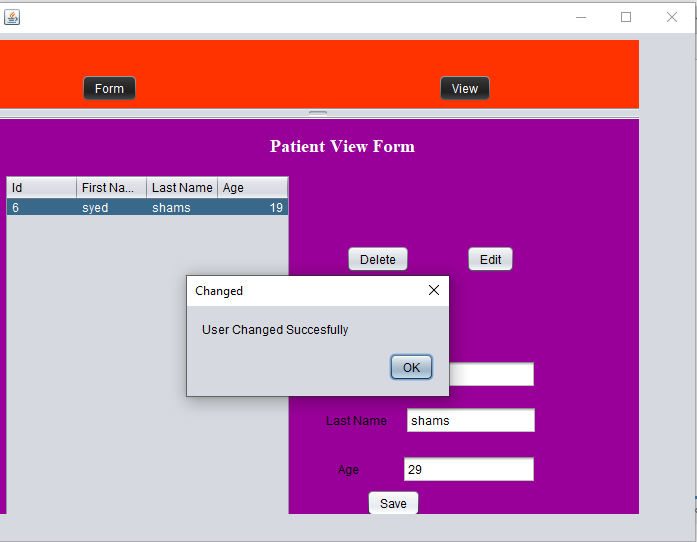 Form
View
Patient View Form
Id First Na... Last Name Age
6 syed shams 19
Delete Edit
Changed
User Changed Succesfully
OK
Last Name shams
Age 29
Save